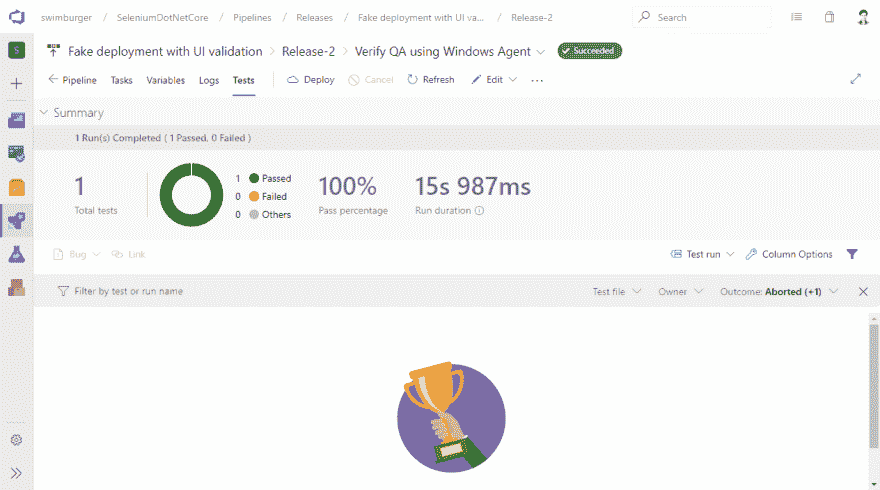 swimburger / SeleniumDotNetCore / Pipelines / Releases / Fake deployment with UI va... / Release-2 Search
S Fake deployment with UI validation > Release-2 > Verify QA using Windows Agent Succeeded
Pipeline Tasks Variables Logs Tests Deploy Cancel Refresh Edit ...
Summary
1 Run(s) Completed ( 1 Passed, 0 Failed )
1 Total tests
1 Passed
0 Failed
0 Others
100% Pass percentage
15s 987ms Run duration
Bug Link Test run Column Options
Filter by test or run name Test file Owner Outcome: Aborted (+1)